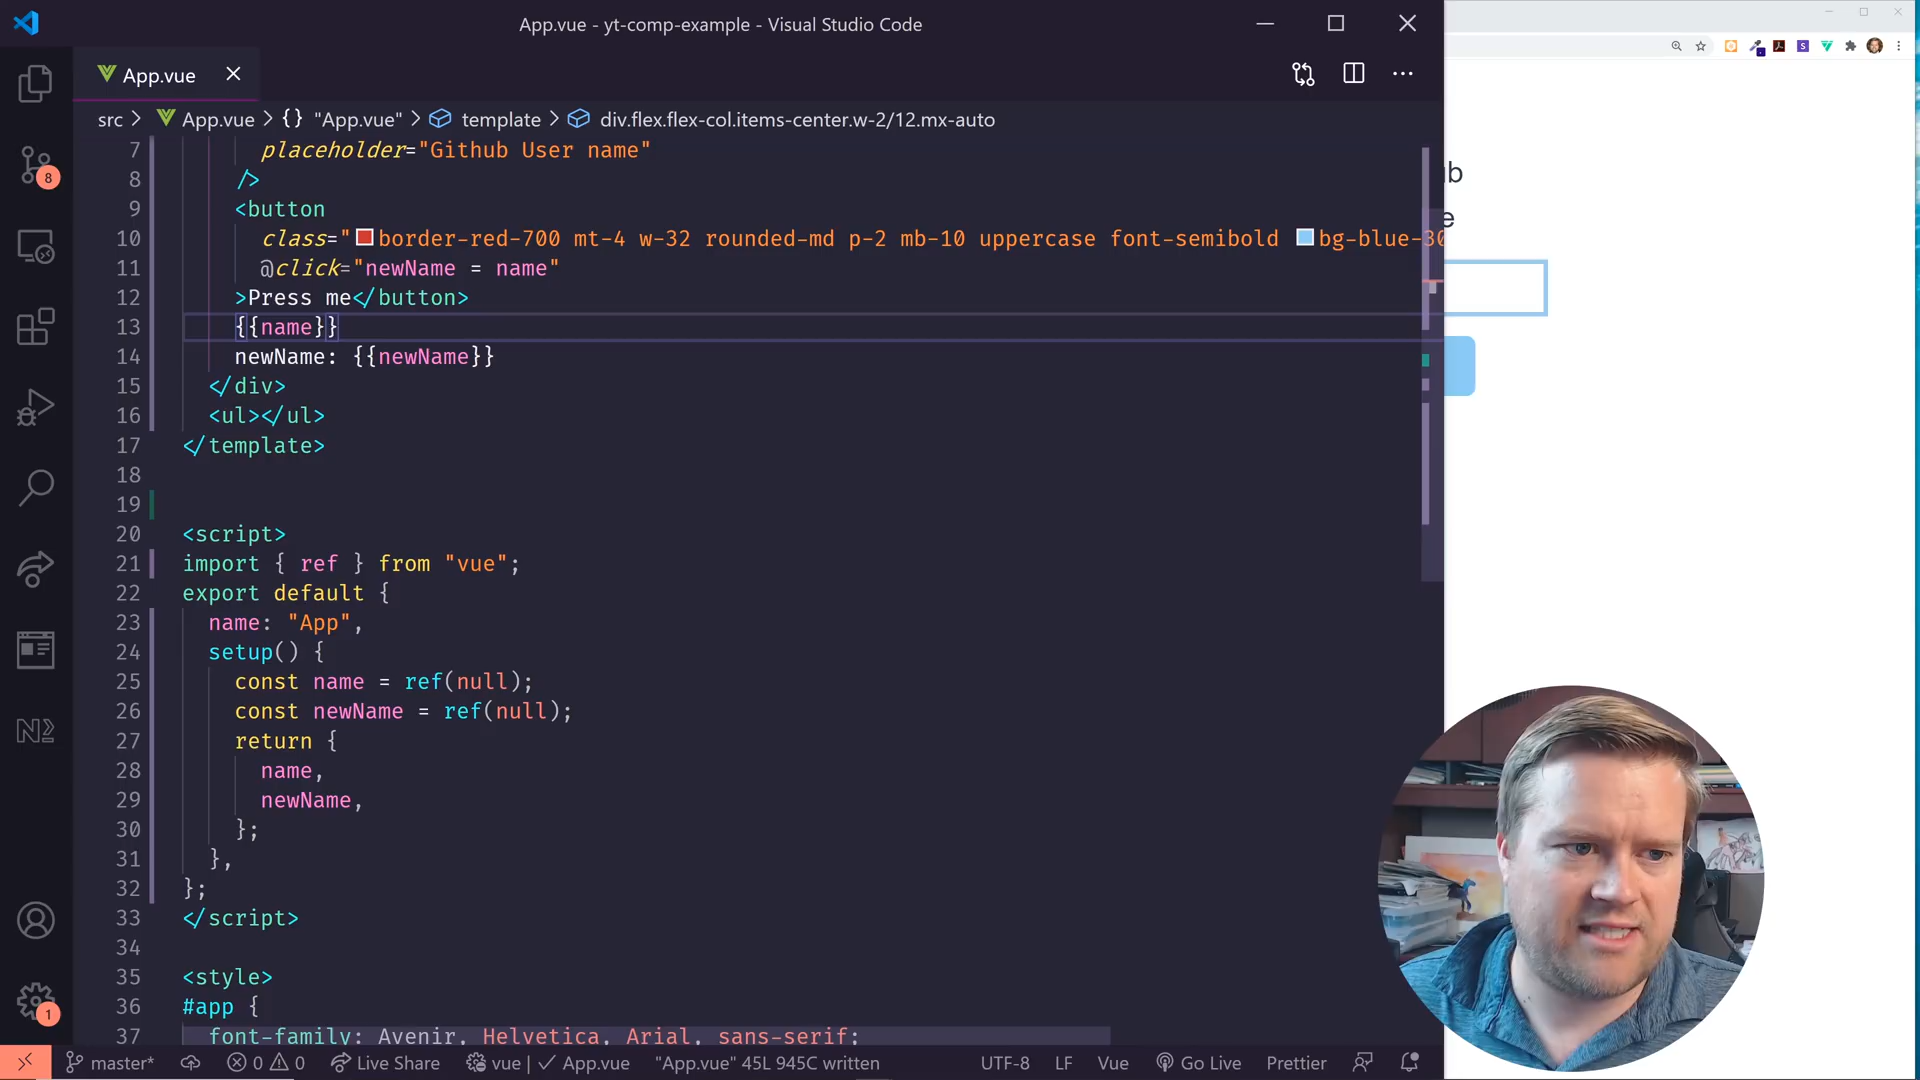 App.vue - yt-comp-example - Visual Studio Code
App.vue
src > App.vue > {} "App.vue" > template > div.flex.flex-col.items-center.w-2/12.mx-auto
7 placeholder="Github User name"
8 />
9 <button
10 class="border-red-700 mt-4 w-32 rounded-md p-2 mb-10 uppercase font-semibold bg-blue-30
11 @click="newName = name"
12 >Press me</button>
13 {{name}}
14 newName: {{newName}}
15 </div>
16 <ul></ul>
17 </template>
18
19
20 <script>
21 import { ref } from "vue";
22 export default {
23 name: "App",
24 setup() {
25 const name = ref(null);
26 const newName = ref(null);
27 return {
28 name,
29 newName,
30 };
31 },
32 };
33 </script>
34
35 <style>
36 #app {
37 font-family: Avenir, Helvetica, Arial, sans-serif;
8
1
ub
e
master* 0 0 Live Share vue | ✓ App.vue "App.vue" 45L 945C written UTF-8 LF Vue Go Live Prettier